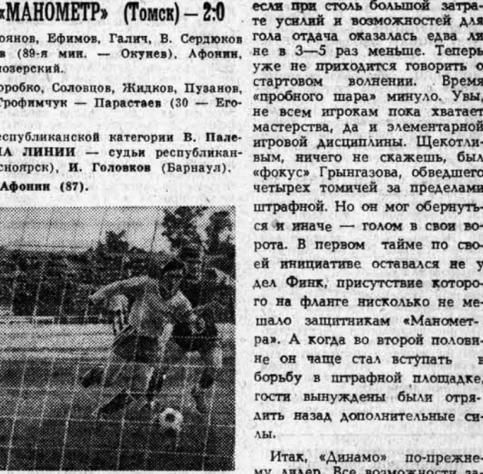 «МАНОМЕТР» (Томск) — 2:0
оянов, Ефимов, Галич, В. Сердюков
в (89-я мин. — Окунев), Афонин,
нозерский.
оробко, Соловцов, Жидков, Пузанов,
Трофимчук — Парастаев (30 — Его-
еспубликанской категории В. Пале-
НА ЛИНИИ — судьи республикан-
сноярск), И. Головков (Барнаул).
Афонин (87).
если при столь большой затра-
те усилий и возможностей для
гола отдача оказалась едва ли
не в 3—5 раз меньше. Теперь
уже не приходится говорить о
стартовом волнении. Время
«пробного шара» минуло. Увы,
не всем игрокам пока хватает
мастерства, да и элементарной
игровой дисциплины. Щекотли-
вым, ничего не скажешь, был
«фокус» Грынгазова, обведшего
четырех томичей за пределами
штрафной. Но он мог обернуть-
ся и иначе — голом в свои во-
рота. В первом тайме по сво-
ей инициативе оставался не у
дел Финк, присутствие которо-
го на фланге нисколько не ме-
шало защитникам «Маномет-
ра». А когда во второй полови-
не он чаще стал вступать в
борьбу в штрафной площадке,
гости вынуждены были отря-
дить назад дополнительные си-
лы.
Итак, «Динамо» по-прежне-
му лидер. Все возможности за-